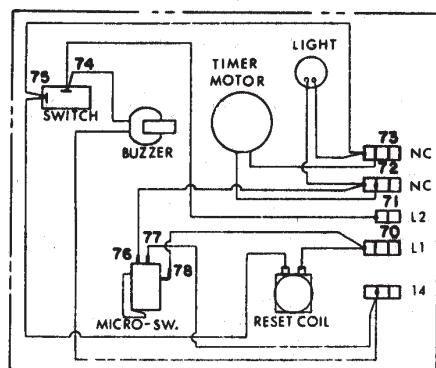 LIGHT
TIMER
MOTOR
75
74
SWITCH
BUZZER
73
NC
72
NC
71
L2
70
L1
76
77
78
14
MICRO-SW.
RESET COIL